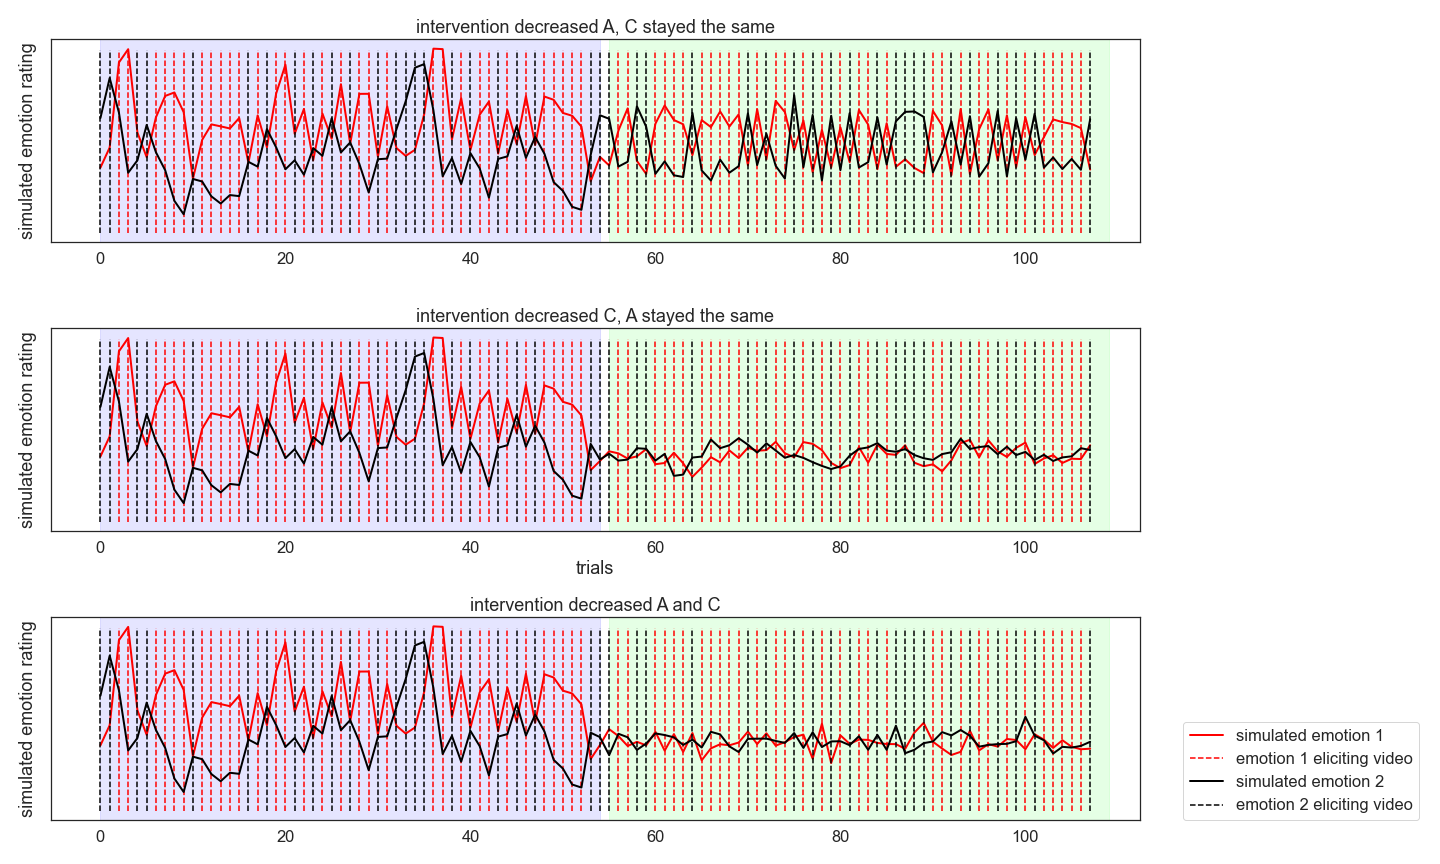 intervention decreased A, C stayed the same
simulated emotion rating
0 20 40 60 80 100
intervention decreased C, A stayed the same
simulated emotion rating
0 20 40 60 80 100
trials
intervention decreased A and C
simulated emotion rating
0 20 40 60 80 100
simulated emotion 1
emotion 1 eliciting video
simulated emotion 2
emotion 2 eliciting video